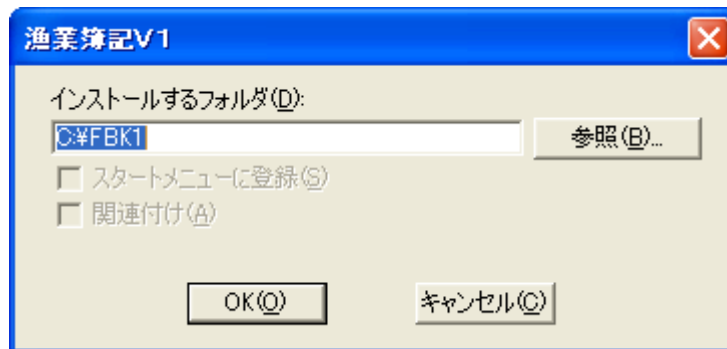 漁業簿記V1
インストールするフォルダ(D):
C:¥FBK1
参照(B)...
スタートメニューに登録(S)
関連付け(A)
OK(O)
キャンセル(C)